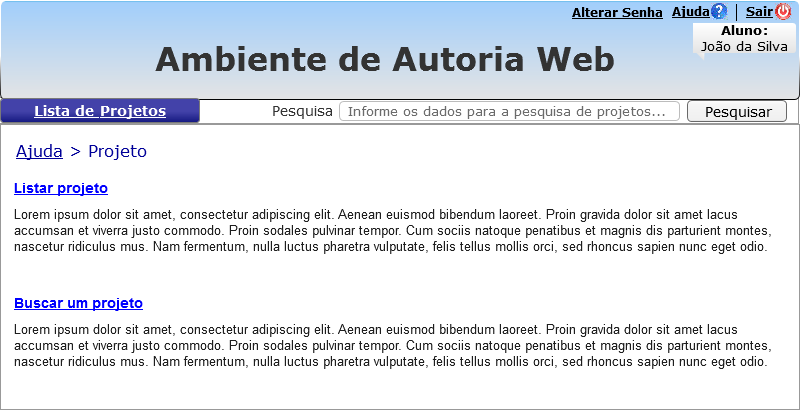 Alterar Senha Ajuda? | Sair
Aluno:
João da Silva
Ambiente de Autoria Web
Lista de Projetos Pesquisa Informe os dados para a pesquisa de projetos... Pesquisar
Ajuda > Projeto
Listar projeto
Lorem ipsum dolor sit amet, consectetur adipiscing elit. Aenean euismod bibendum laoreet. Proin gravida dolor sit amet lacus
accumsan et viverra justo commodo. Proin sodales pulvinar tempor. Cum sociis natoque penatibus et magnis dis parturient montes,
nascetur ridiculus mus. Nam fermentum, nulla luctus pharetra vulputate, felis tellus mollis orci, sed rhoncus sapien nunc eget odio.
Buscar um projeto
Lorem ipsum dolor sit amet, consectetur adipiscing elit. Aenean euismod bibendum laoreet. Proin gravida dolor sit amet lacus
accumsan et viverra justo commodo. Proin sodales pulvinar tempor. Cum sociis natoque penatibus et magnis dis parturient montes,
nascetur ridiculus mus. Nam fermentum, nulla luctus pharetra vulputate, felis tellus mollis orci, sed rhoncus sapien nunc eget odio.